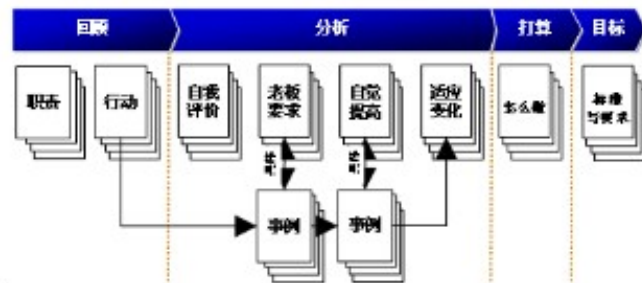 回顾
分析
打算
目标
职责
行动
自我
评价
老板
要求
自觉
提高
适应
变化
怎么做
标准
与要求
事例
事例